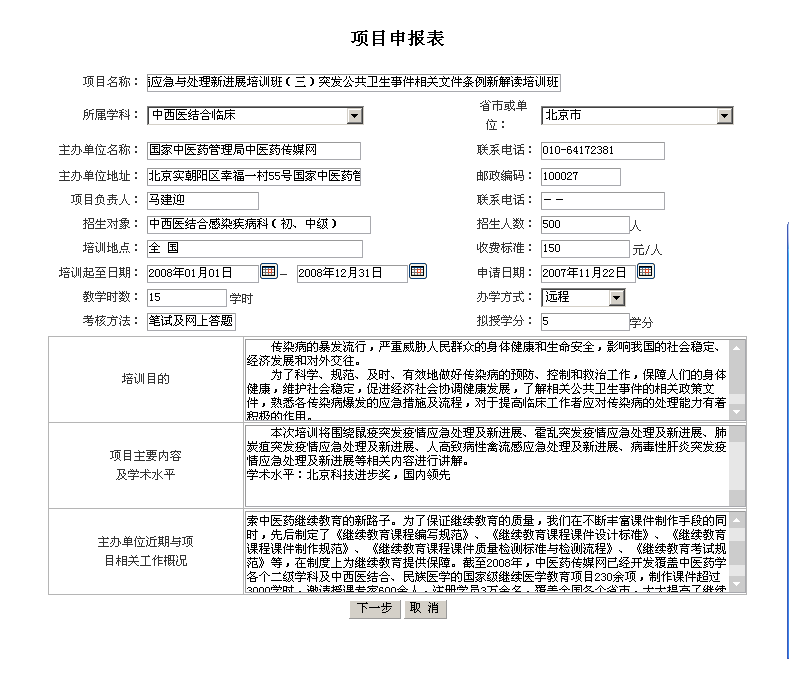 项目申报表
项目名称： 应急与处理新进展培训班（三）突发公共卫生事件相关文件条例新解读培训班
所属学科： 中西医结合临床 省市或单位： 北京市
主办单位名称： 国家中医药管理局中医药传媒网 联系电话： 010-64172381
主办单位地址： 北京实朝阳区幸福一村55号国家中医药管 邮政编码： 100027
项目负责人： 马建迎 联系电话： --
招生对象： 中西医结合感染疾病科（初、中级） 招生人数： 500 人
培训地点： 全 国 收费标准： 150 元/人
培训起至日期： 2008年01月01日 - 2008年12月31日 申请日期： 2007年11月22日
教学时数： 15 学时 办学方式： 远程
考核方法： 笔试及网上答题 拟授学分： 5 学分
培训目的
传染病的暴发流行，严重威胁人民群众的身体健康和生命安全，影响我国的社会稳定、
经济发展和对外交往。
为了科学、规范、及时、有效地做好传染病的预防、控制和救治工作，保障人们的身体
健康，维护社会稳定，促进经济社会协调健康发展，了解相关公共卫生事件的相关政策文
件，熟悉各传染病爆发的应急措施及流程，对于提高临床工作者应对传染病的处理能力有着
积极的作用。
项目主要内容
及学术水平
本次培训将围绕鼠疫突发疫情应急处理及新进展、霍乱突发疫情应急处理及新进展、肺
炭疽突发疫情应急处理及新进展、人高致病性禽流感应急处理及新进展、病毒性肝炎突发疫
情应急处理及新进展等相关内容进行讲解。
学术水平：北京科技进步奖，国内领先
主办单位近期与项
目相关工作概况
索中医药继续教育的新路子。为了保证继续教育的质量，我们在不断丰富课件制作手段的同
时，先后制定了《继续教育课程编写规范》、《继续教育课程课件设计标准》、《继续教育
课程课件制作规范》、《继续教育课程课件质量检测标准与检测流程》、《继续教育考试规
范》等，在制度上为继续教育提供保障。截至2008年，中医药传媒网已经开发覆盖中医药学
各个二级学科及中西医结合、民族医学的国家级继续医学教育项目230余项，制作课件超过
3000学时，邀请授课专家600余人，注册学员3万余名，覆盖全国各个省市，大大提高了继续
下一步 取 消